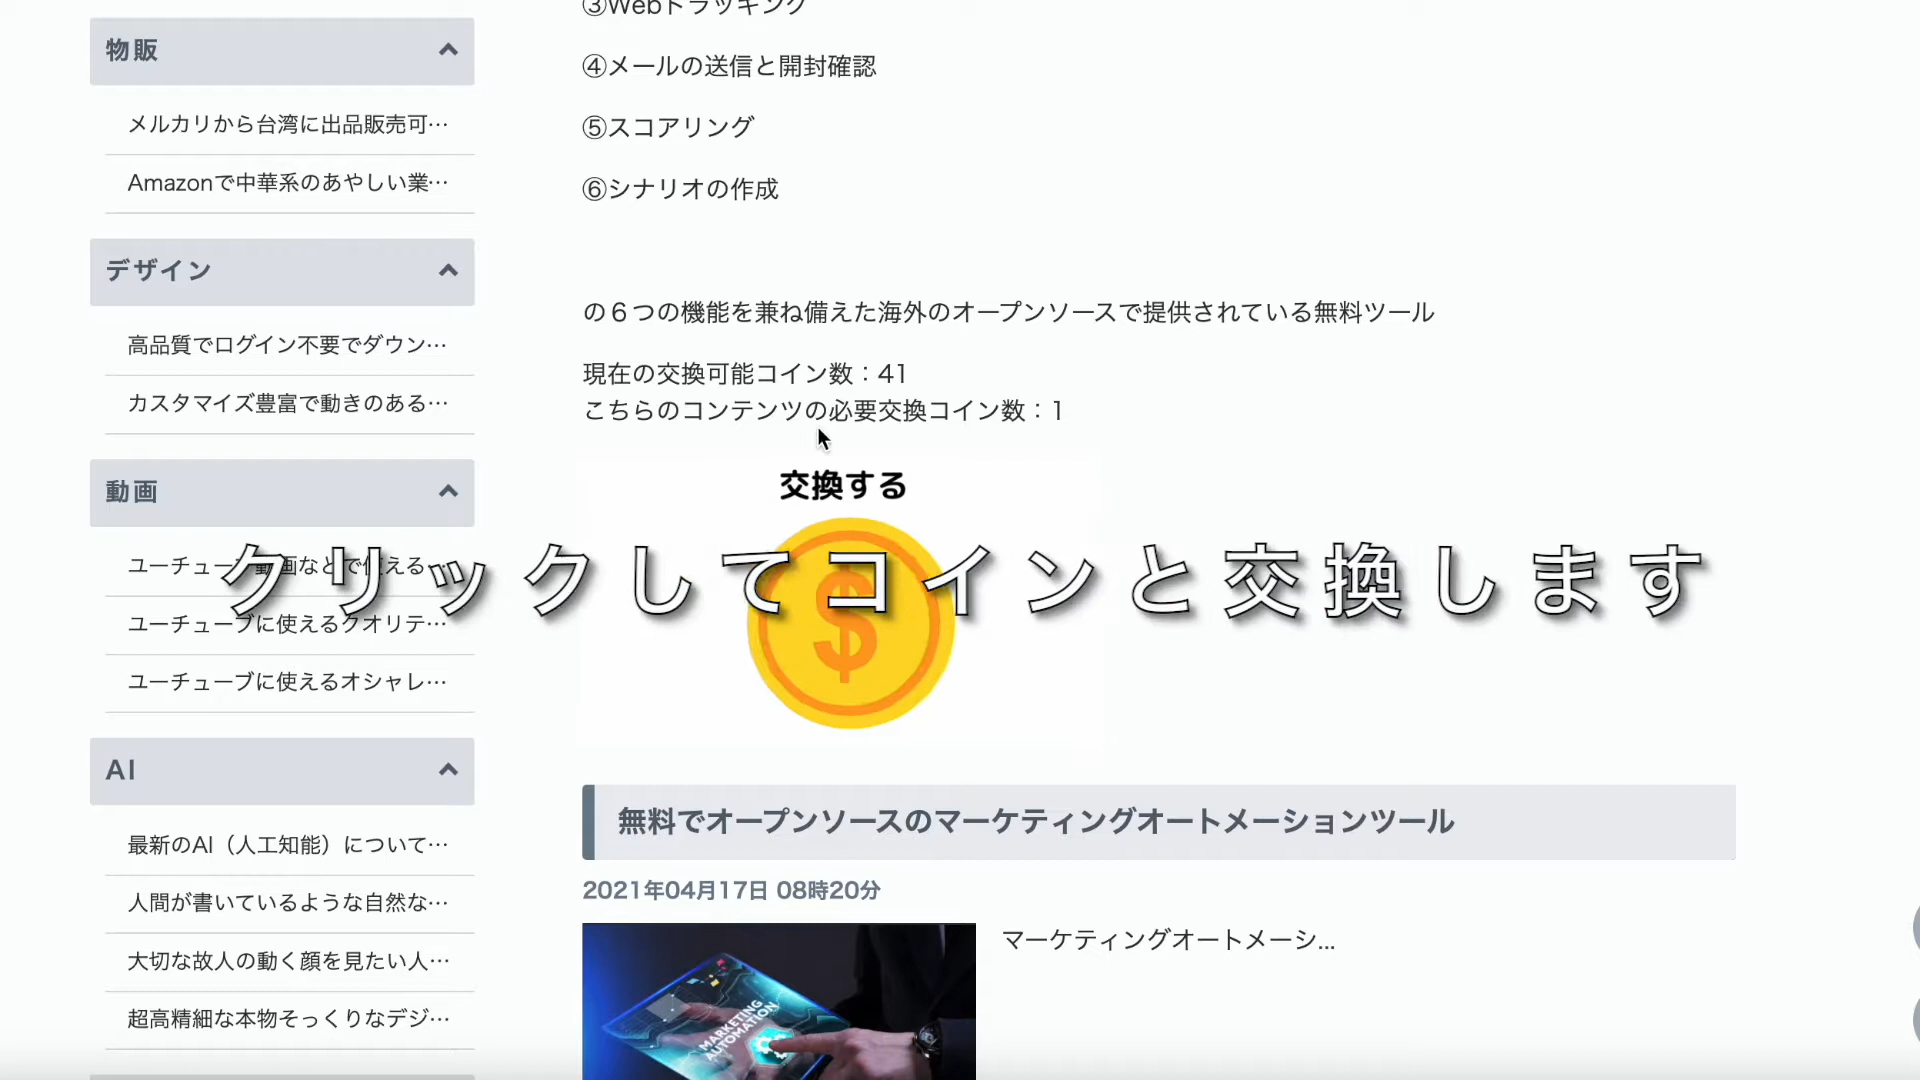 物販
メルカリから台湾に出品販売可…
Amazonで中華系のあやしい業…
デザイン
高品質でログイン不要でダウン…
カスタマイズ豊富で動きのある…
動画
ユーチューブ動画などで使える…
ユーチューブに使えるクオリテ…
ユーチューブに使えるオシャレ…
AI
最新のAI（人工知能）について…
人間が書いているような自然な…
大切な故人の動く顔を見たい人…
超高精細な本物そっくりなデジ…
③Webトラッキング
④メールの送信と開封確認
⑤スコアリング
⑥シナリオの作成
の６つの機能を兼ね備えた海外のオープンソースで提供されている無料ツール
現在の交換可能コイン数：41
こちらのコンテンツの必要交換コイン数：1
交換する
$
クリックしてコインと交換します
無料でオープンソースのマーケティングオートメーションツール
2021年04月17日 08時20分
MARKETING
AUTOMATION
マーケティングオートメーシ...